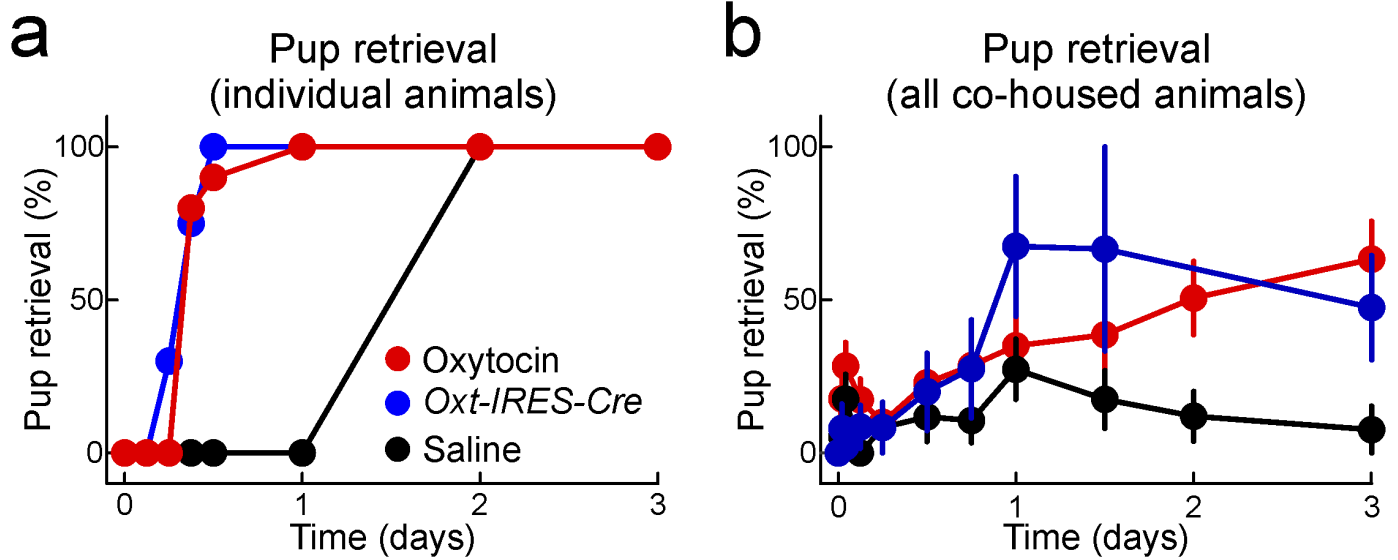 a
Pup retrieval
(individual animals)
Pup retrieval (%)
100
50
0
Oxytocin
Oxt-IRES-Cre
Saline
0 1 2 3
Time (days)
b
Pup retrieval
(all co-housed animals)
Pup retrieval (%)
100
50
0
0 1 2 3
Time (days)